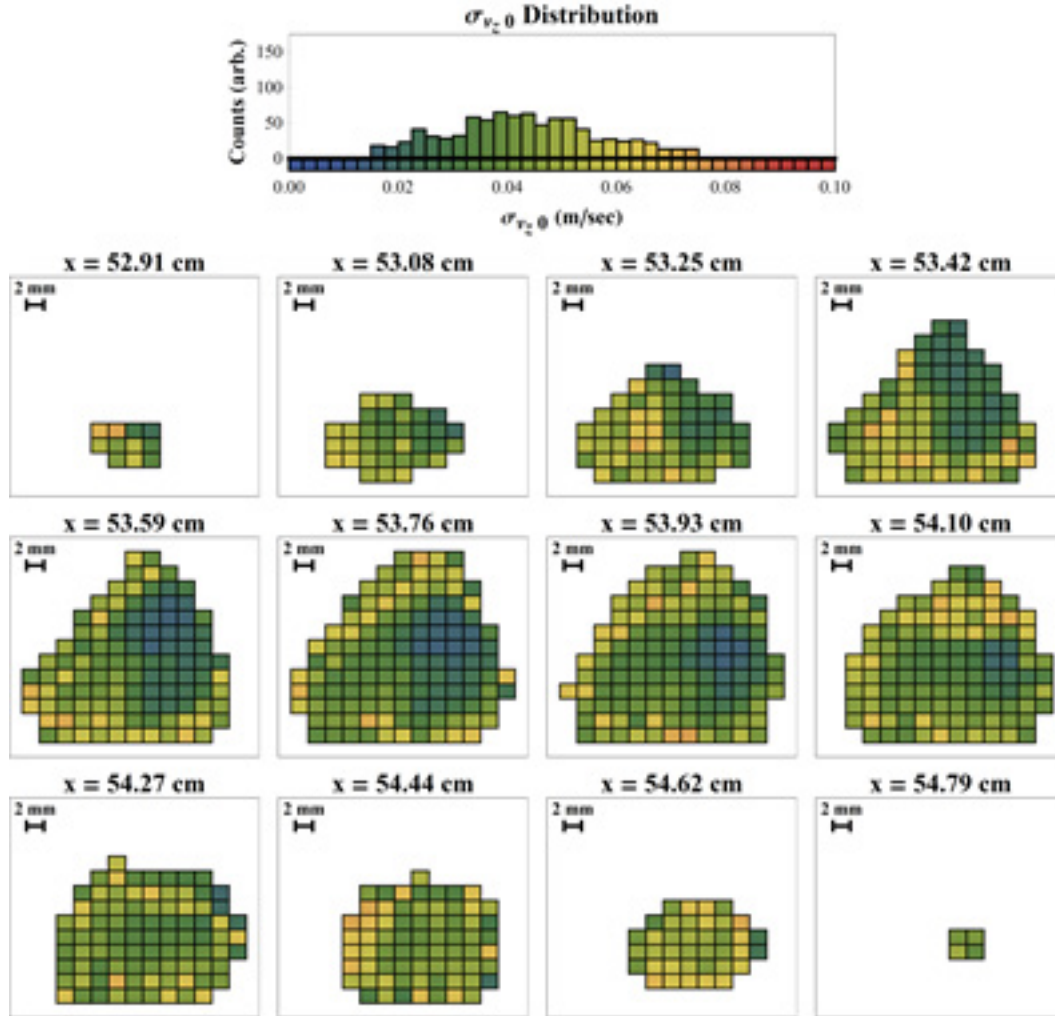 σ_{v_z 0} Distribution
Counts (arb.)
150
100
50
0
0.00 0.02 0.04 0.06 0.08 0.10
σ_{v_z 0} (m/sec)
x = 52.91 cm x = 53.08 cm x = 53.25 cm x = 53.42 cm
2 mm 2 mm 2 mm 2 mm
x = 53.59 cm x = 53.76 cm x = 53.93 cm x = 54.10 cm
2 mm 2 mm 2 mm 2 mm
x = 54.27 cm x = 54.44 cm x = 54.62 cm x = 54.79 cm
2 mm 2 mm 2 mm 2 mm